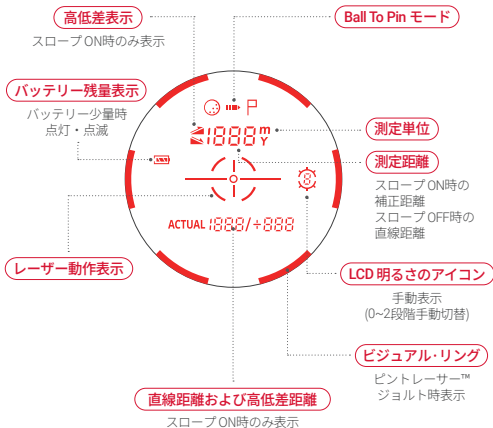 高低差表示
スロープ ON時のみ表示
Ball To Pin モード
バッテリー残量表示
バッテリー少量時
点灯・点滅
P
1888 m
Y
測定単位
測定距離
スロープ ON時の
補正距離
スロープ OFF時の
直線距離
8
ACTUAL 1888/+888
レーザー動作表示
LCD 明るさのアイコン
手動表示
(0~2段階手動切替)
ビジュアル・リング
ピントレーサー™
ジョルト時表示
直線距離および高低差距離
スロープ ON時のみ表示